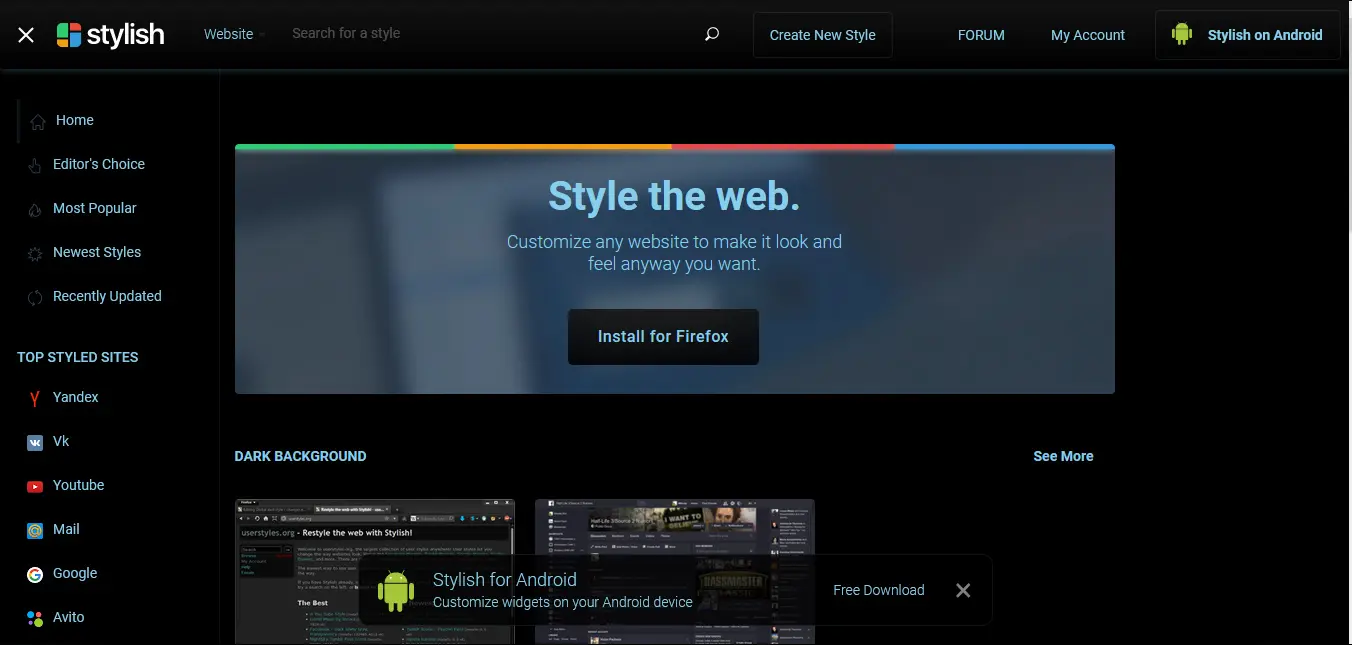 stylish
Website
Search for a style
Create New Style
FORUM
My Account
Stylish on Android
Home
Editor's Choice
Most Popular
Newest Styles
Recently Updated
TOP STYLED SITES
Yandex
Vk
Youtube
Mail
Google
Avito
Style the web.
Customize any website to make it look and
feel anyway you want.
Install for Firefox
DARK BACKGROUND
See More
userstyles.org - Restyle the web with Stylish!
The Best
Half-Life 3/Source 2 Button
I WANT TO
BASSMASTER
Stylish for Android
Customize widgets on your Android device
Free Download